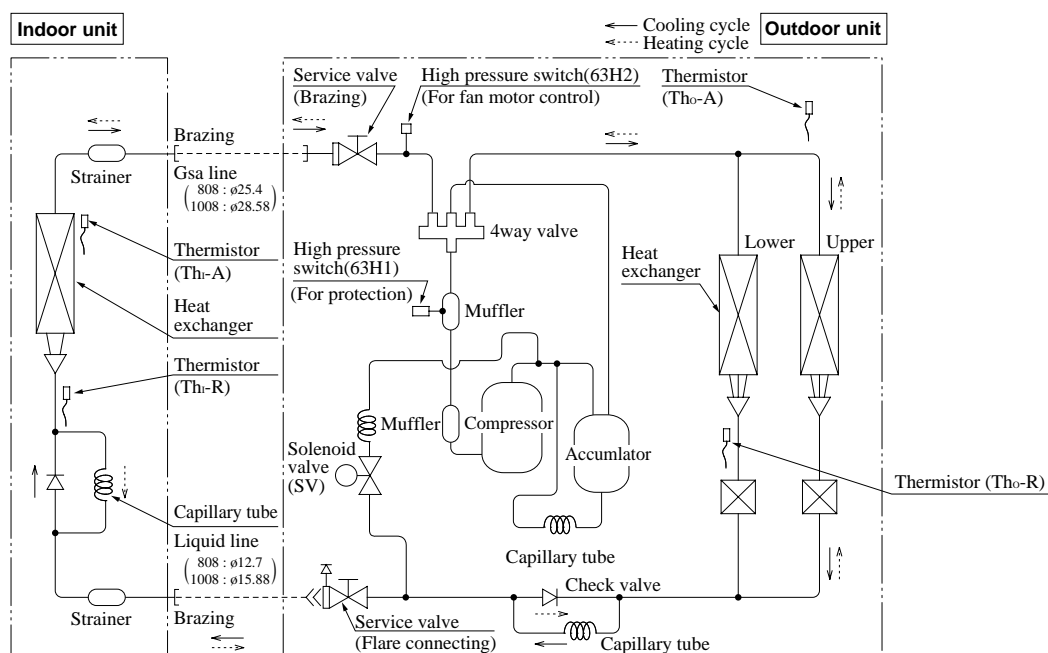 Indoor unit
Cooling cycle
Heating cycle
Outdoor unit
Service valve
(Brazing)
High pressure switch(63H2)
(For fan motor control)
Thermistor
(Tho-A)
Brazing
Strainer
Gsa line
808 : ø25.4
1008 : ø28.58
4way valve
Thermistor
(ThI-A)
High pressure
switch(63H1)
(For protection)
Lower
Upper
Heat
exchanger
Heat
exchanger
Muffler
Thermistor
(ThI-R)
Muffler
Compressor
Solenoid
valve
(SV)
Accumlator
Thermistor (Tho-R)
Capillary tube
Liquid line
808 : ø12.7
1008 : ø15.88
Capillary tube
Check valve
Strainer
Brazing
Service valve
(Flare connecting)
Capillary tube